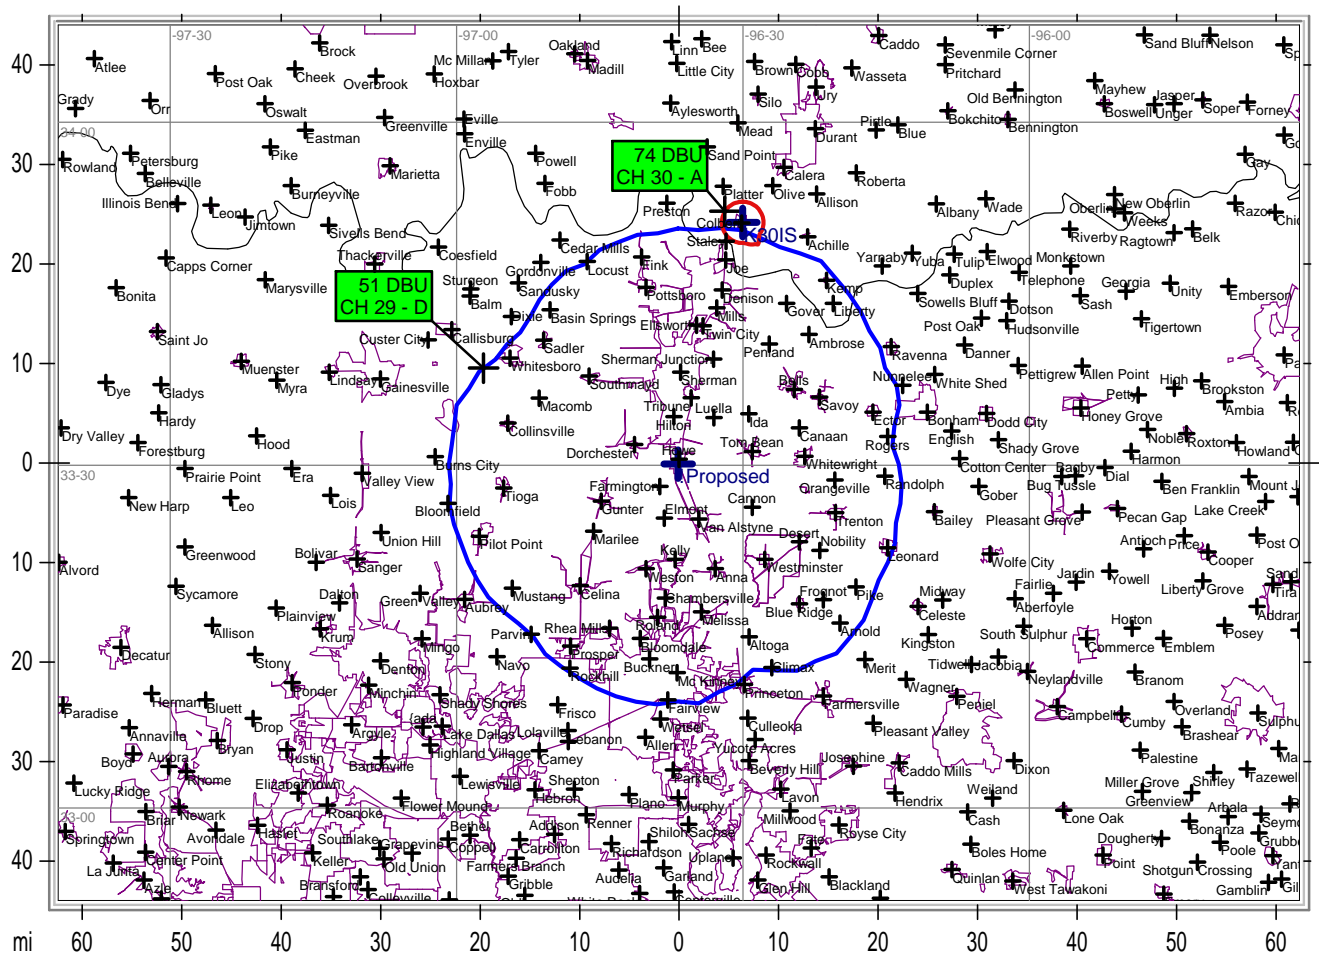 -97-30
-97-00
-96-30
-96-00
40
Atlee
Brock
Mc Millan
Tyler
Oakland
Madill
Linn
Bee
Caddo
Sevenmile Corner
Sand Bluff
Nelson
Post Oak
Cheek
Overbrook
Hoxbar
Little City
Brown
Cobb
Wasseta
Pritchard
Grady
Orr
Oswalt
Greenville
Aylesworth
Silo
Old Bennington
Mayhew
Jasper
Boswell
Unger
Soper
Forney
34-00
Eastman
Enville
Mead
Durant
Pirtle
Blue
Bokchito
Bennington
30
Rowland
Petersburg
Belleville
Pike
Marietta
Powell
74 DBU
CH 30 - A
Sand Point
Calera
Roberta
Gay
Illinois Bend
Leon
Jimtown
Burneyville
Fobb
Preston
Platter
Olive
Allison
Albany
Wade
Oberlin
New Oberlin
Weeks
Razor
Sivells Bend
K30IS
Achille
Riverby
Ragtown
Belk
20
Capps Corner
Thackerville
Coesfield
Cedar Mills
Gordonville
Locust
Fink
Joe
Yarnaby
Yuba
Tulip
Elwood
Monkstown
Bonita
Marysville
51 DBU
CH 29 - D
Sturgeon
Balm
Sandusky
Pottsboro
Denison
Kemp
Duplex
Telephone
Georgia
Unity
Emberson
Dixie
Basin Springs
Mills
Gover
Liberty
Sowells Bluff
Dotson
Sash
Saint Jo
Custer City
Callisburg
Sadler
Ellsworth
Twin City
Penland
Ambrose
Post Oak
Hudsonville
Tigertown
10
Muenster
Lindsay
Gainesville
Whitesboro
Southmayd
Sherman Junction
Sherman
Ravenna
Danner
Pettigrew
Allen Point
Dye
Gladys
Myra
Macomb
Tribune
Luella
Bells
Savoy
Nunnelee
White Shed
Petty
High
Brookston
Hardy
Collinsville
Hilton
Ida
Ector
Bonham
Dodd City
Honey Grove
Ambia
Dry Valley
Forestburg
Hood
Dorchester
Tom Bean
Canaan
Rogers
English
Shady Grove
Noble
Roxton
Howland
0
33-30
Prairie Point
Era
Valley View
Burns City
Howe
Proposed
Whitewright
Randolph
Cotton Center
Bagby
Bug Tussle
Dial
Harmon
Ben Franklin
New Harp
Leo
Lois
Bloomfield
Tioga
Farmington
Gunter
Elmont
Cannon
Orangeville
Gober
Lake Creek
Greenwood
Union Hill
Pilot Point
Marilee
Van Alstyne
Desert
Trenton
Bailey
Pleasant Grove
Pecan Gap
10
Alvord
Bolivar
Sanger
Kelly
Weston
Anna
Westminster
Nobility
Leonard
Wolfe City
Antioch
Price
Cooper
Sycamore
Dalton
Green Valley
Aubrey
Mustang
Celina
Chambersville
Frognot
Pike
Midway
Fairlie
Jardin
Yowell
Liberty Grove
Plainview
Allison
Krum
Mingo
Parvin
Rhea Mills
Roland
Melissa
Blue Ridge
Arnold
Celeste
Kingston
Aberfoyle
South Sulphur
Horton
Posey
20
Decatur
Stony
Denton
Navo
Prosper
Rockhill
Bloomdale
Buckner
Altoga
Climax
Merit
Tidwell
Jacobia
Commerce
Emblem
Neylandville
Branom
Paradise
Herman
Bluett
Ponder
Minchin
Shady Shores
Frisco
Mc Kinney
Fairview
Princeton
Farmersville
Wagner
Peniel
Campbell
Cumby
Overland
Annaville
Drop
Argyle
Lake Dallas
Lolaville
Lebanon
Culleoka
Pleasant Valley
Brashear
Boyd
Aurora
Bryan
Justin
Bartonville
Highland Village
Camey
Allen
Yucote Acres
Josephine
Palestine
30
Lucky Ridge
Rhome
Elizabethtown
Lewisville
Shepton
Hebron
Parker
Beverly Hill
Caddo Mills
Dixon
Miller Grove
Shirley
Tazewell
Briar
Newark
Roanoke
Flower Mound
Plano
Murphy
Lavon
Hendrix
Weiland
Greenview
33-00
Springtown
Avondale
Haslet
Southlake
Grapevine
Bethel
Coppell
Addison
Renner
Sachse
Millwood
Royse City
Cash
Lone Oak
Arbala
Bonanza
Center Point
Keller
Old Union
Carrollton
Farmers Branch
Richardson
Rockwall
Boles Home
Dougherty
Point
Poole
40
La Junta
Azle
Bransford
Gribble
Audelia
Garland
Glen Hill
Blackland
Quinlan
West Tawakoni
Shotgun Crossing
Gamblin
mi 60 50 40 30 20 10 0 10 20 30 40 50 60